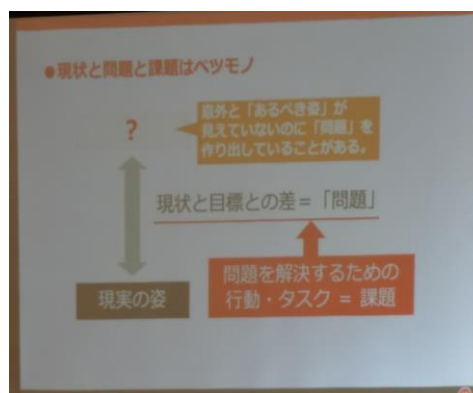 ●現状と問題と課題はベツモノ
?
意外と「あるべき姿」が
見えていないのに「問題」を
作り出していることがある。
現状と目標との差=「問題」
現実の姿
問題を解決するための
行動・タスク = 課題